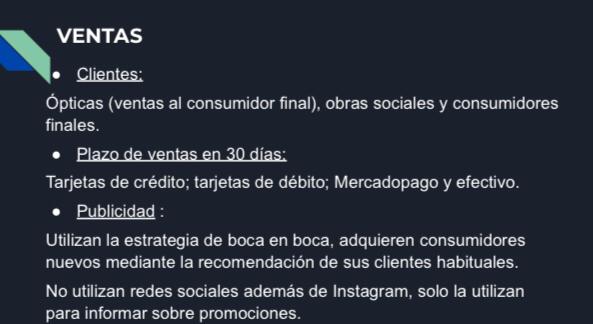 VENTAS
● Clientes:
Ópticas (ventas al consumidor final), obras sociales y consumidores
finales.
● Plazo de ventas en 30 días:
Tarjetas de crédito; tarjetas de débito; Mercadopago y efectivo.
● Publicidad :
Utilizan la estrategia de boca en boca, adquieren consumidores
nuevos mediante la recomendación de sus clientes habituales.
No utilizan redes sociales además de Instagram, solo la utilizan
para informar sobre promociones.